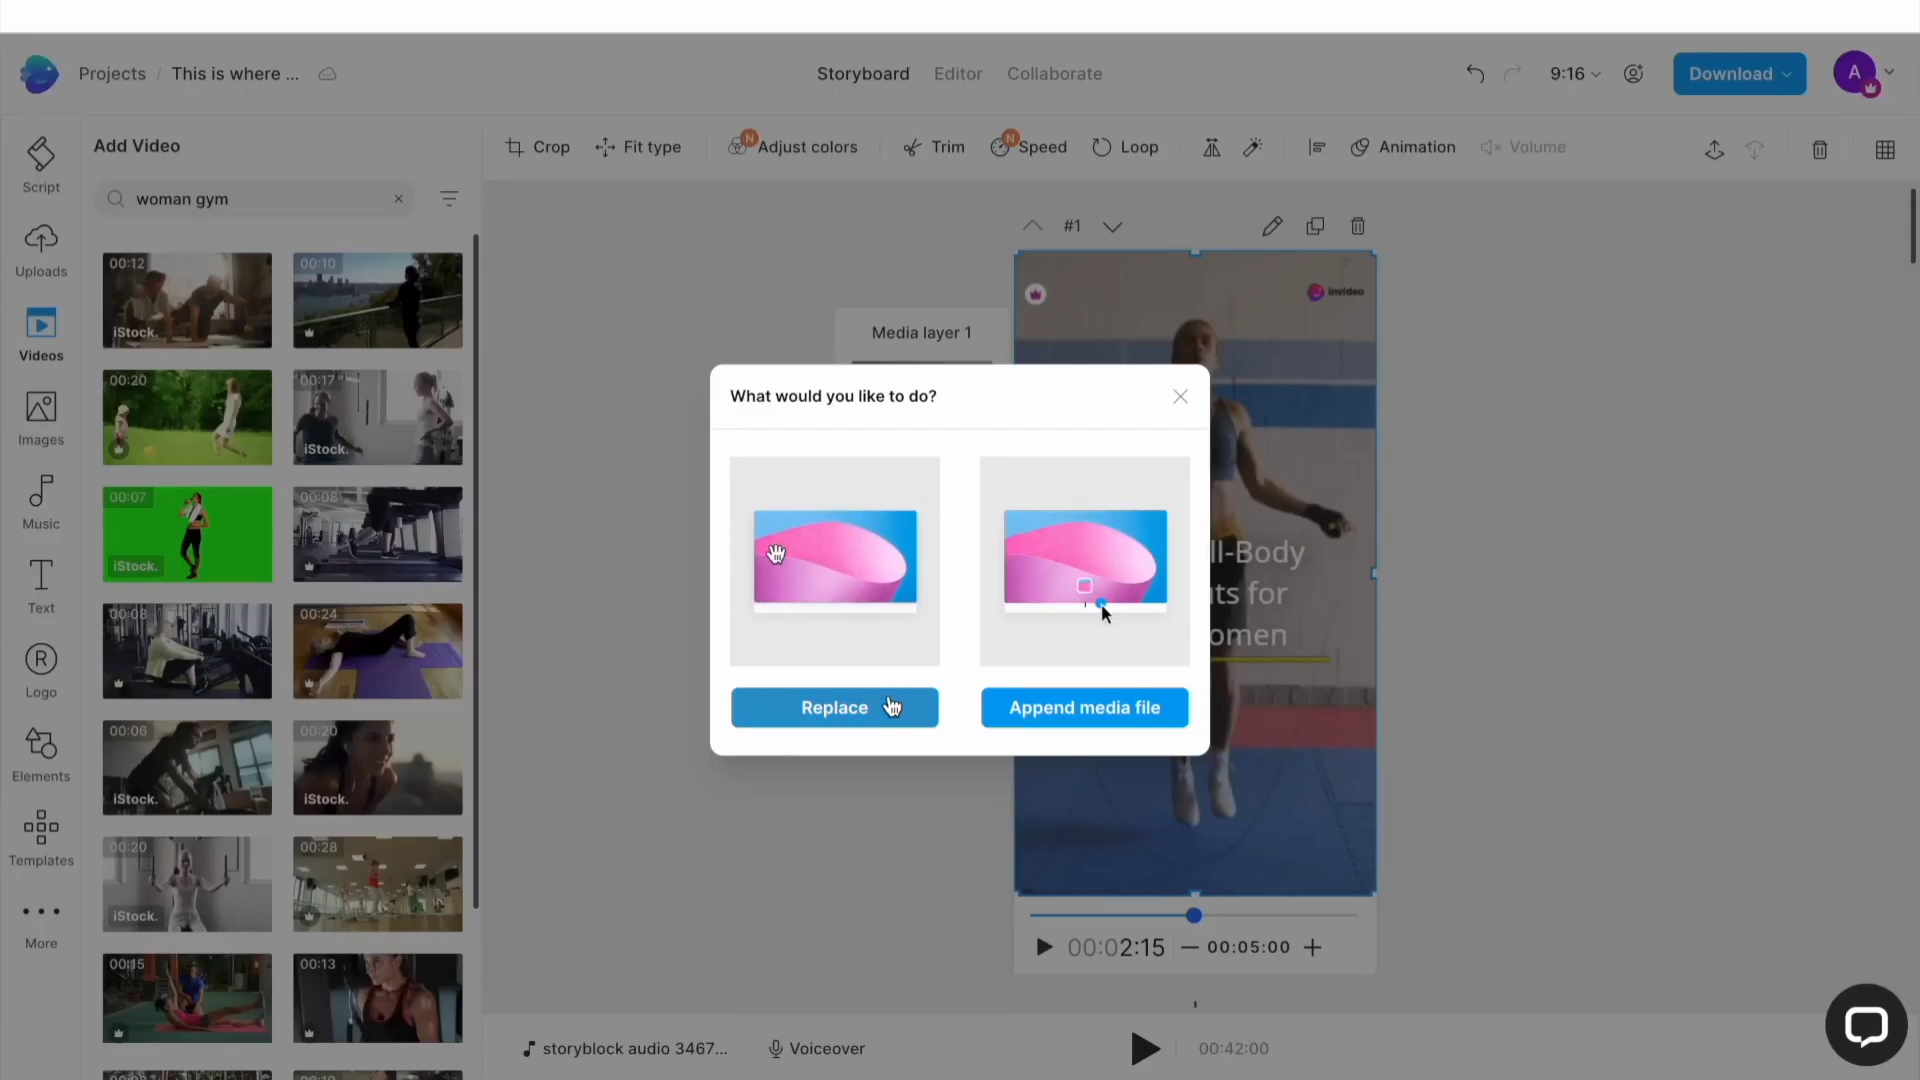 Projects / This is where ...
Storyboard
Editor
Collaborate
9:16
Download
A
Script
Uploads
Videos
Images
Music
Text
R
Logo
Elements
Templates
More
Add Video
woman gym
00:12
iStock.
00:10
00:20
00:17
iStock.
00:07
iStock.
00:08
00:08
00:24
00:06
iStock.
00:20
iStock.
00:20
iStock.
00:28
00:15
00:13
Crop
Fit type
N
Adjust colors
Trim
N
Speed
Loop
Animation
Volume
#1
Media layer 1
invideo
What would you like to do?
Replace
Append media file
ll-Body
ts for
omen
00:02:15
00:05:00
storyblock audio 3467...
Voiceover
00:42:00